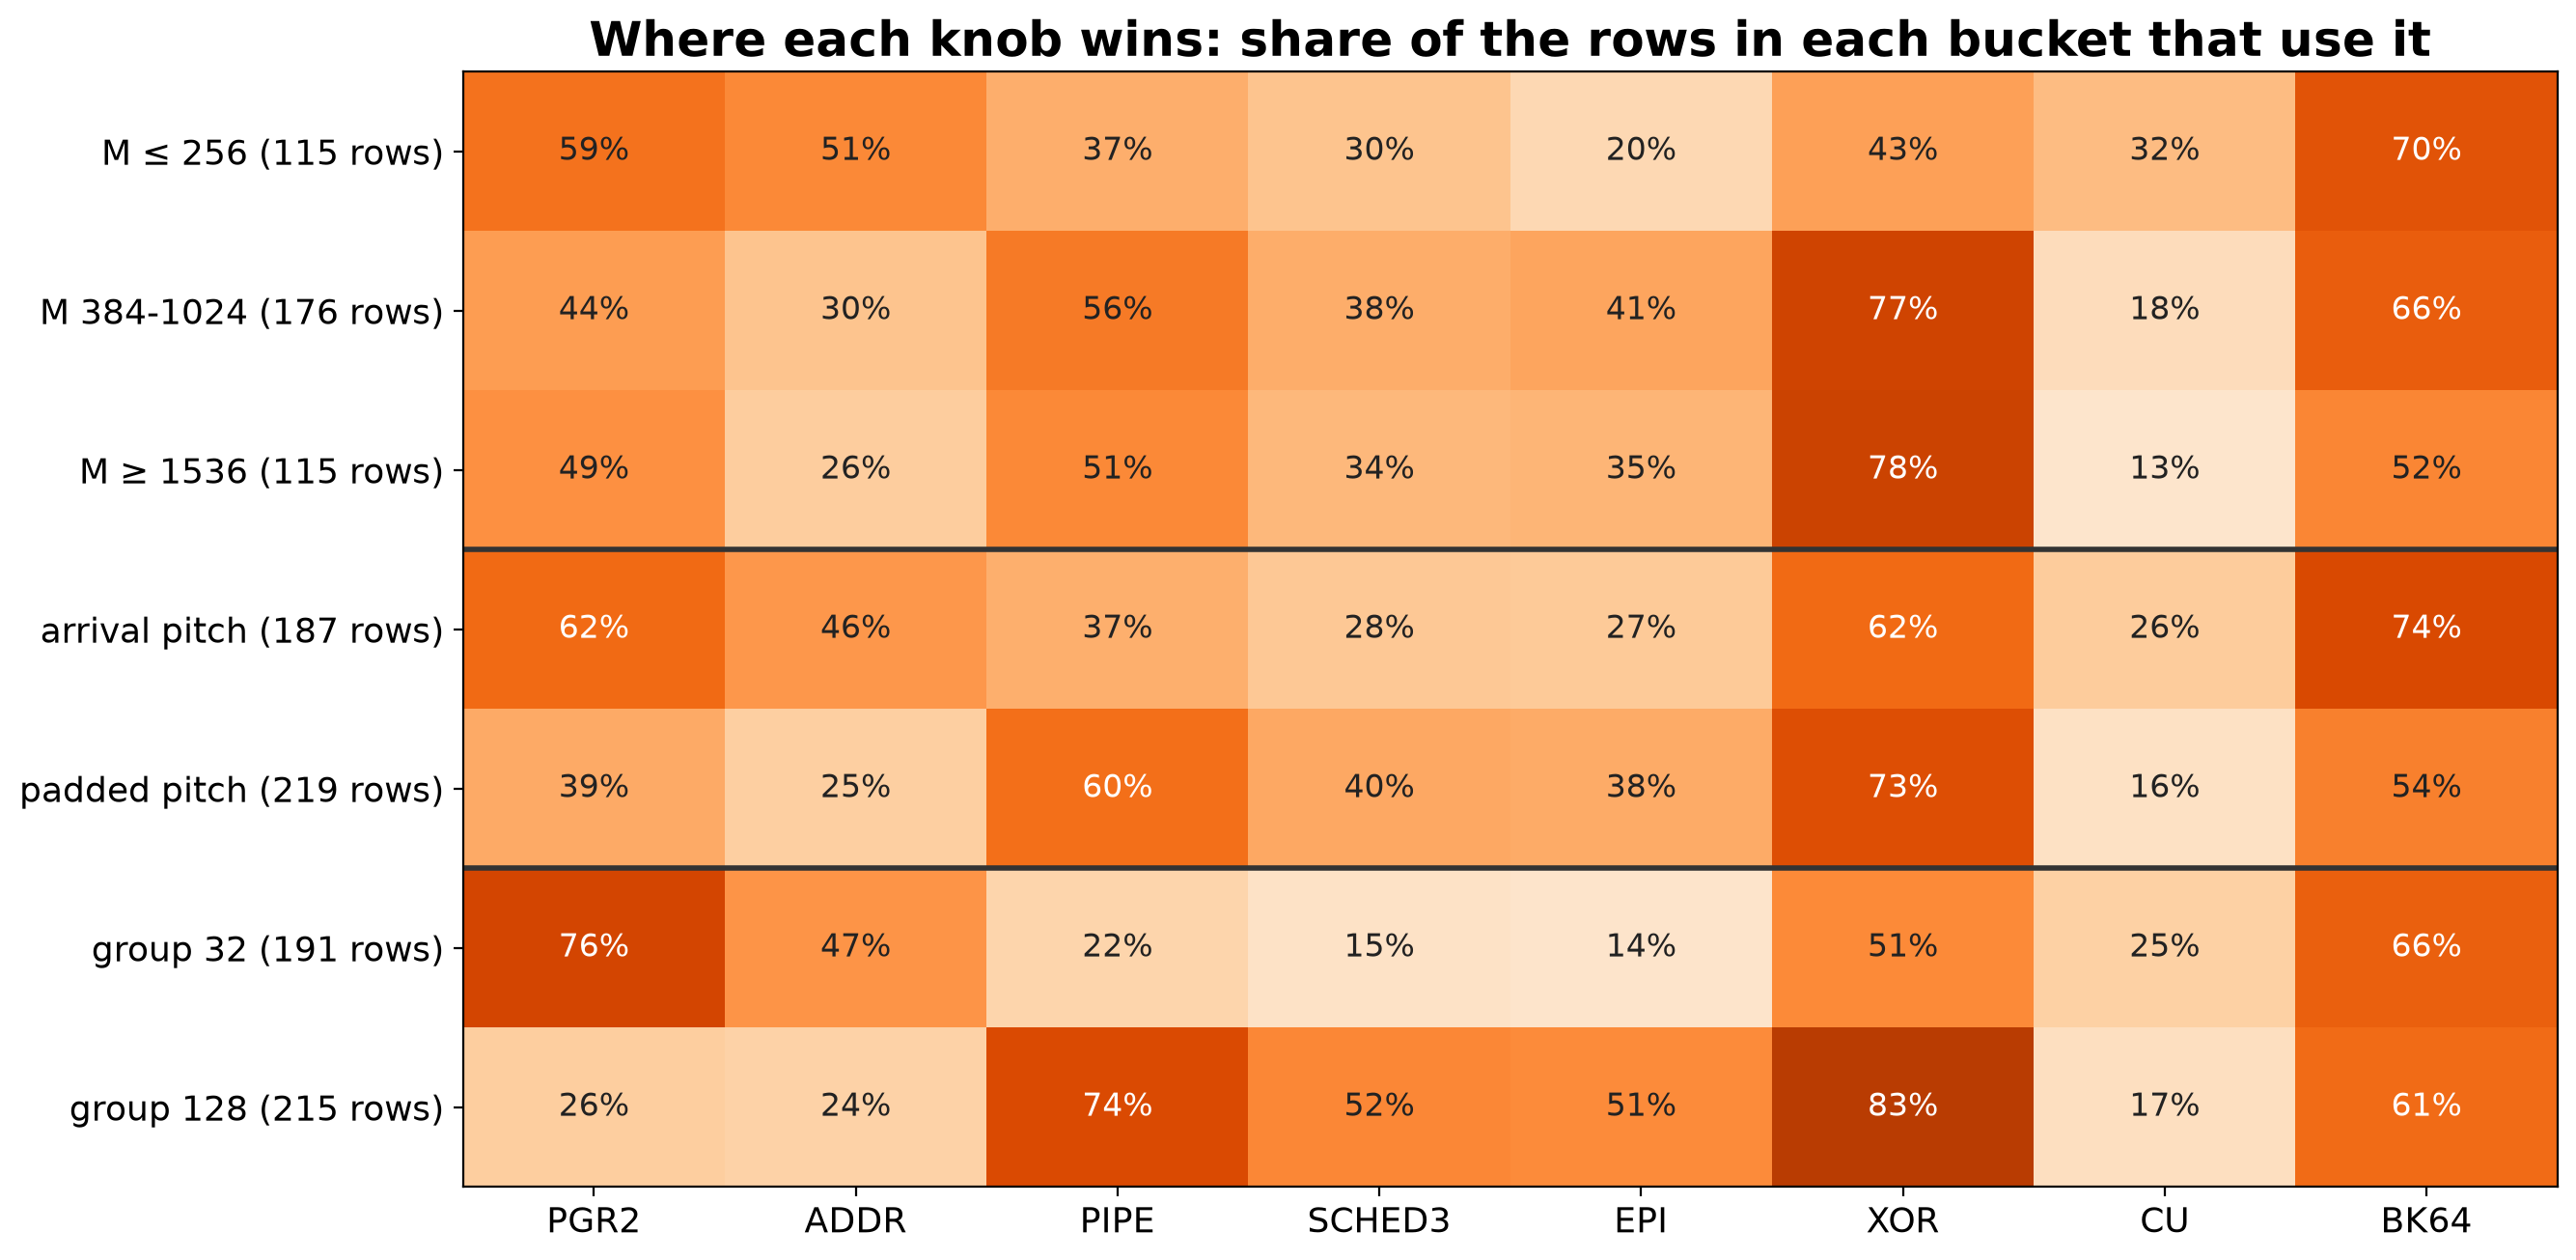 Where each knob wins: share of the rows in each bucket that use it
M ≤ 256 (115 rows) 59% 51% 37% 30% 20% 43% 32% 70%
M 384-1024 (176 rows) 44% 30% 56% 38% 41% 77% 18% 66%
M ≥ 1536 (115 rows) 49% 26% 51% 34% 35% 78% 13% 52%
arrival pitch (187 rows) 62% 46% 37% 28% 27% 62% 26% 74%
padded pitch (219 rows) 39% 25% 60% 40% 38% 73% 16% 54%
group 32 (191 rows) 76% 47% 22% 15% 14% 51% 25% 66%
group 128 (215 rows) 26% 24% 74% 52% 51% 83% 17% 61%
PGR2 ADDR PIPE SCHED3 EPI XOR CU BK64